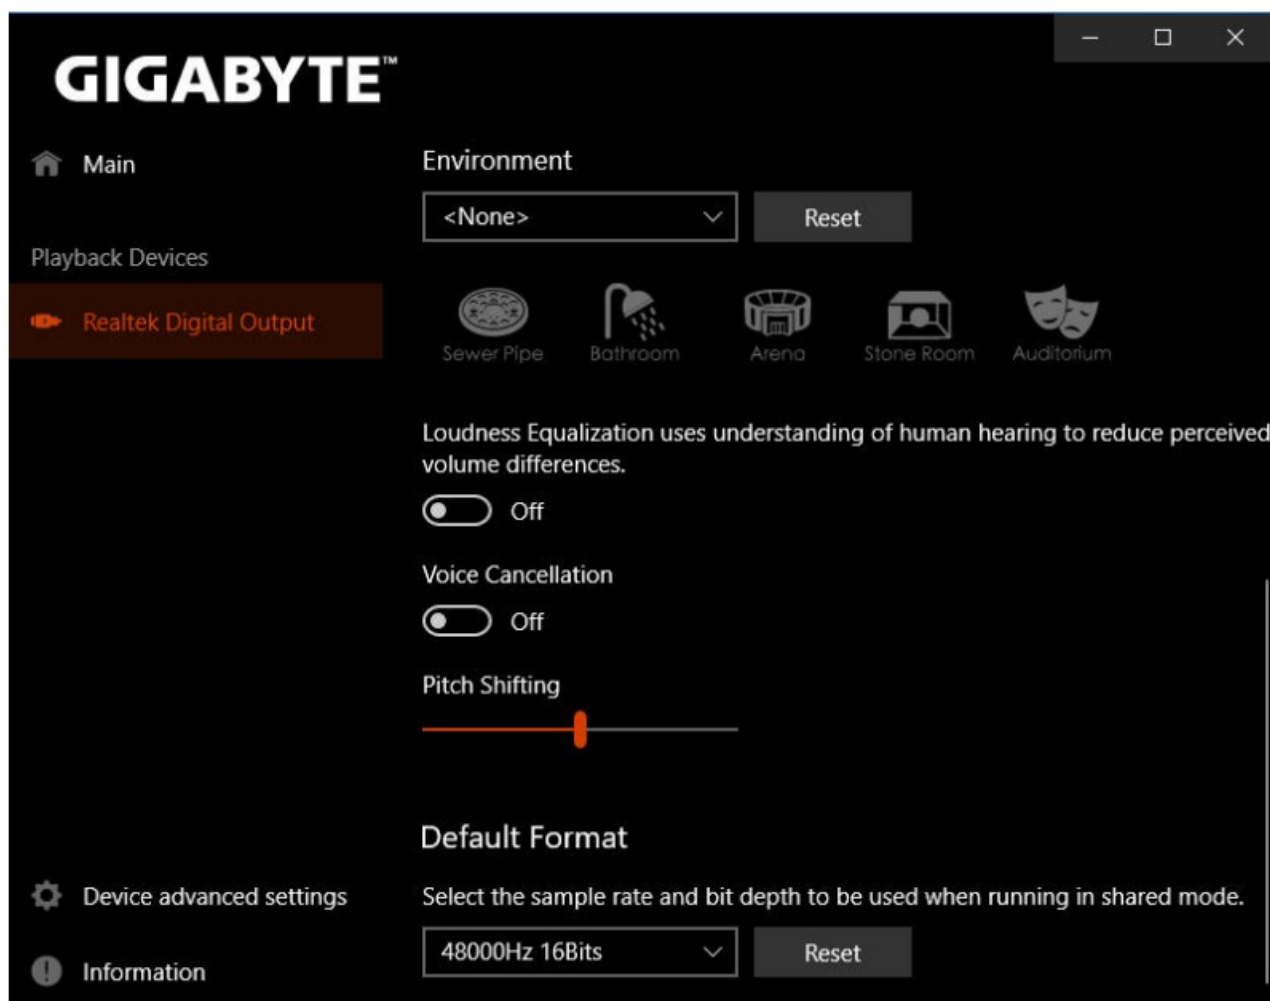 GIGABYTE™
Main
Playback Devices
Realtek Digital Output
Device advanced settings
Information
Environment
<None>
Reset
Sewer Pipe
Bathroom
Arena
Stone Room
Auditorium
Loudness Equalization uses understanding of human hearing to reduce perceived
volume differences.
Off
Voice Cancellation
Off
Pitch Shifting
Default Format
Select the sample rate and bit depth to be used when running in shared mode.
48000Hz 16Bits
Reset